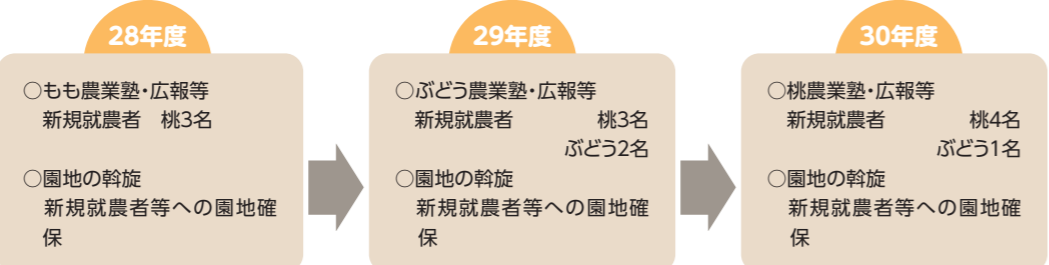 28年度
○もも農業塾・広報等
新規就農者 桃3名
○園地の斡旋
新規就農者等への園地確
保
29年度
○ぶどう農業塾・広報等
新規就農者 桃3名
ぶどう2名
○園地の斡旋
新規就農者等への園地確
保
30年度
○桃農業塾・広報等
新規就農者 桃4名
ぶどう1名
○園地の斡旋
新規就農者等への園地確
保